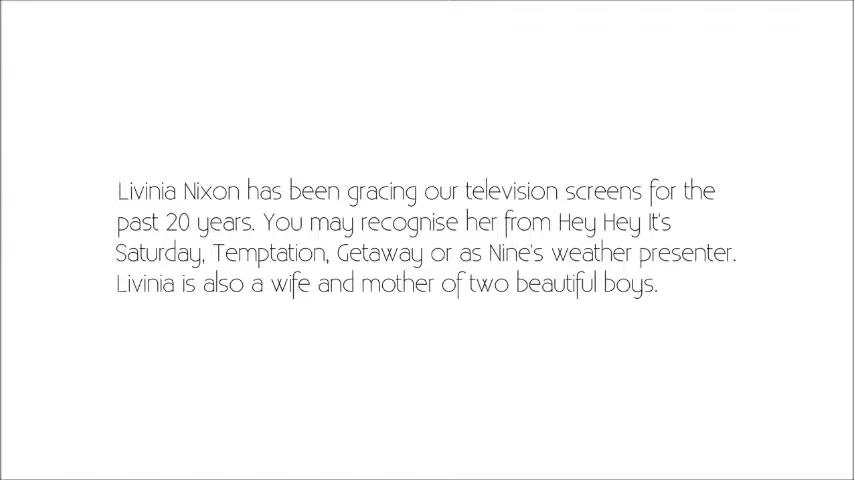 Livinia Nixon has been gracing our television screens for the
past 20 years. You may recognise her from Hey Hey It's
Saturday, Temptation, Getaway or as Nine's weather presenter.
Livinia is also a wife and mother of two beautiful boys.